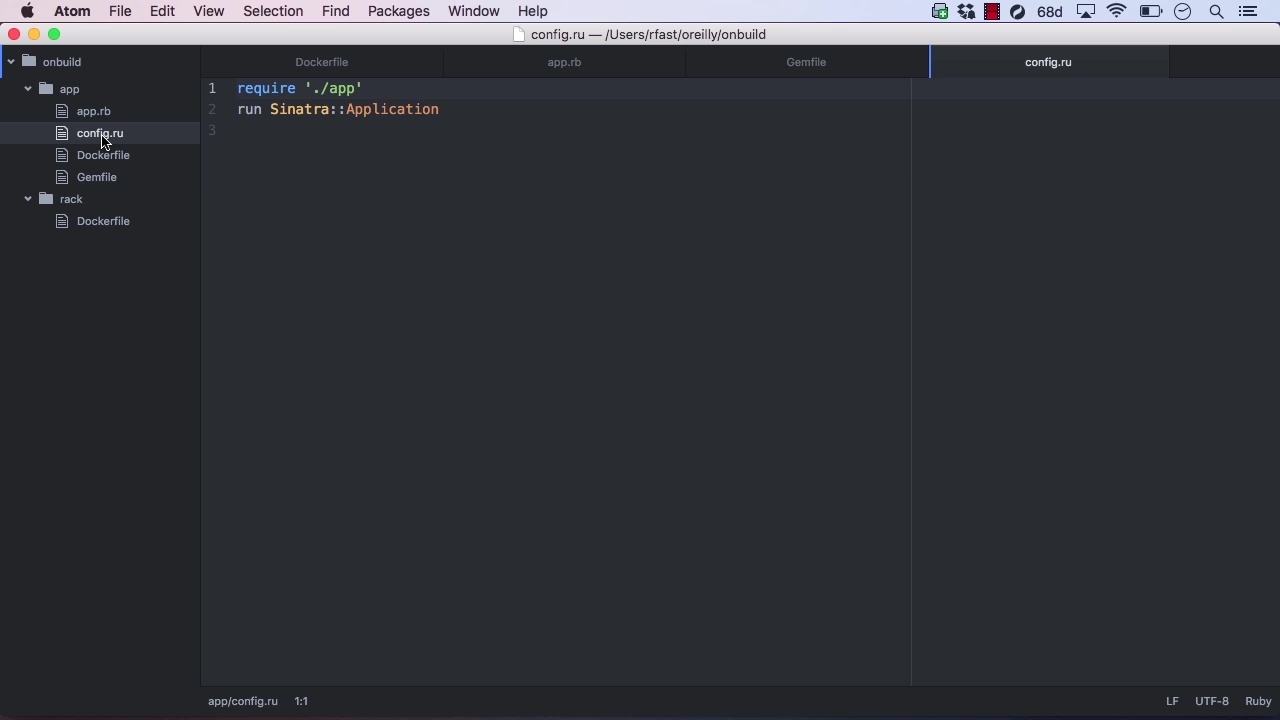 Atom File Edit View Selection Find Packages Window Help 68d
config.ru — /Users/rfast/oreilly/onbuild
onbuild
app
app.rb
config.ru
Dockerfile
Gemfile
rack
Dockerfile
Dockerfile app.rb Gemfile config.ru
1 require './app'
2 run Sinatra::Application
3
app/config.ru 1:1 LF UTF-8 Ruby